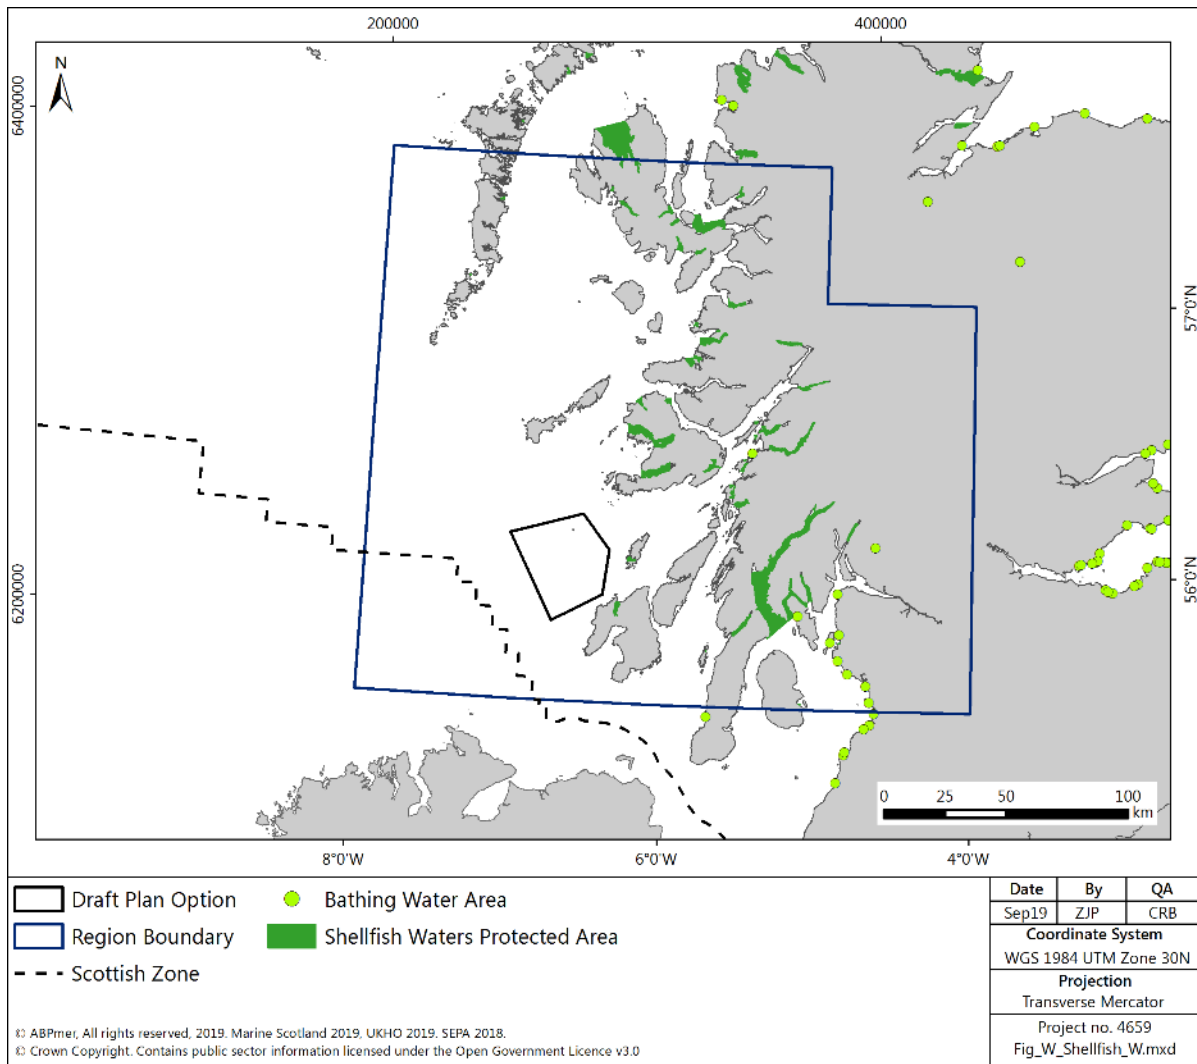 200000
400000
N
6400000
6200000
57°0'N
56°0'N
0
25
50
100
km
8°0'W
6°0'W
4°0'W
Draft Plan Option
Bathing Water Area
Region Boundary
Shellfish Waters Protected Area
Scottish Zone
Date By QA
Sep19 ZJP CRB
Coordinate System
WGS 1984 UTM Zone 30N
Projection
Transverse Mercator
Project no. 4659
Fig_W_Shellfish_W.mxd
© ABPmer, All rights reserved, 2019. Marine Scotland 2019, UKHO 2019. SEPA 2018.
© Crown Copyright. Contains public sector information licensed under the Open Government Licence v3.0